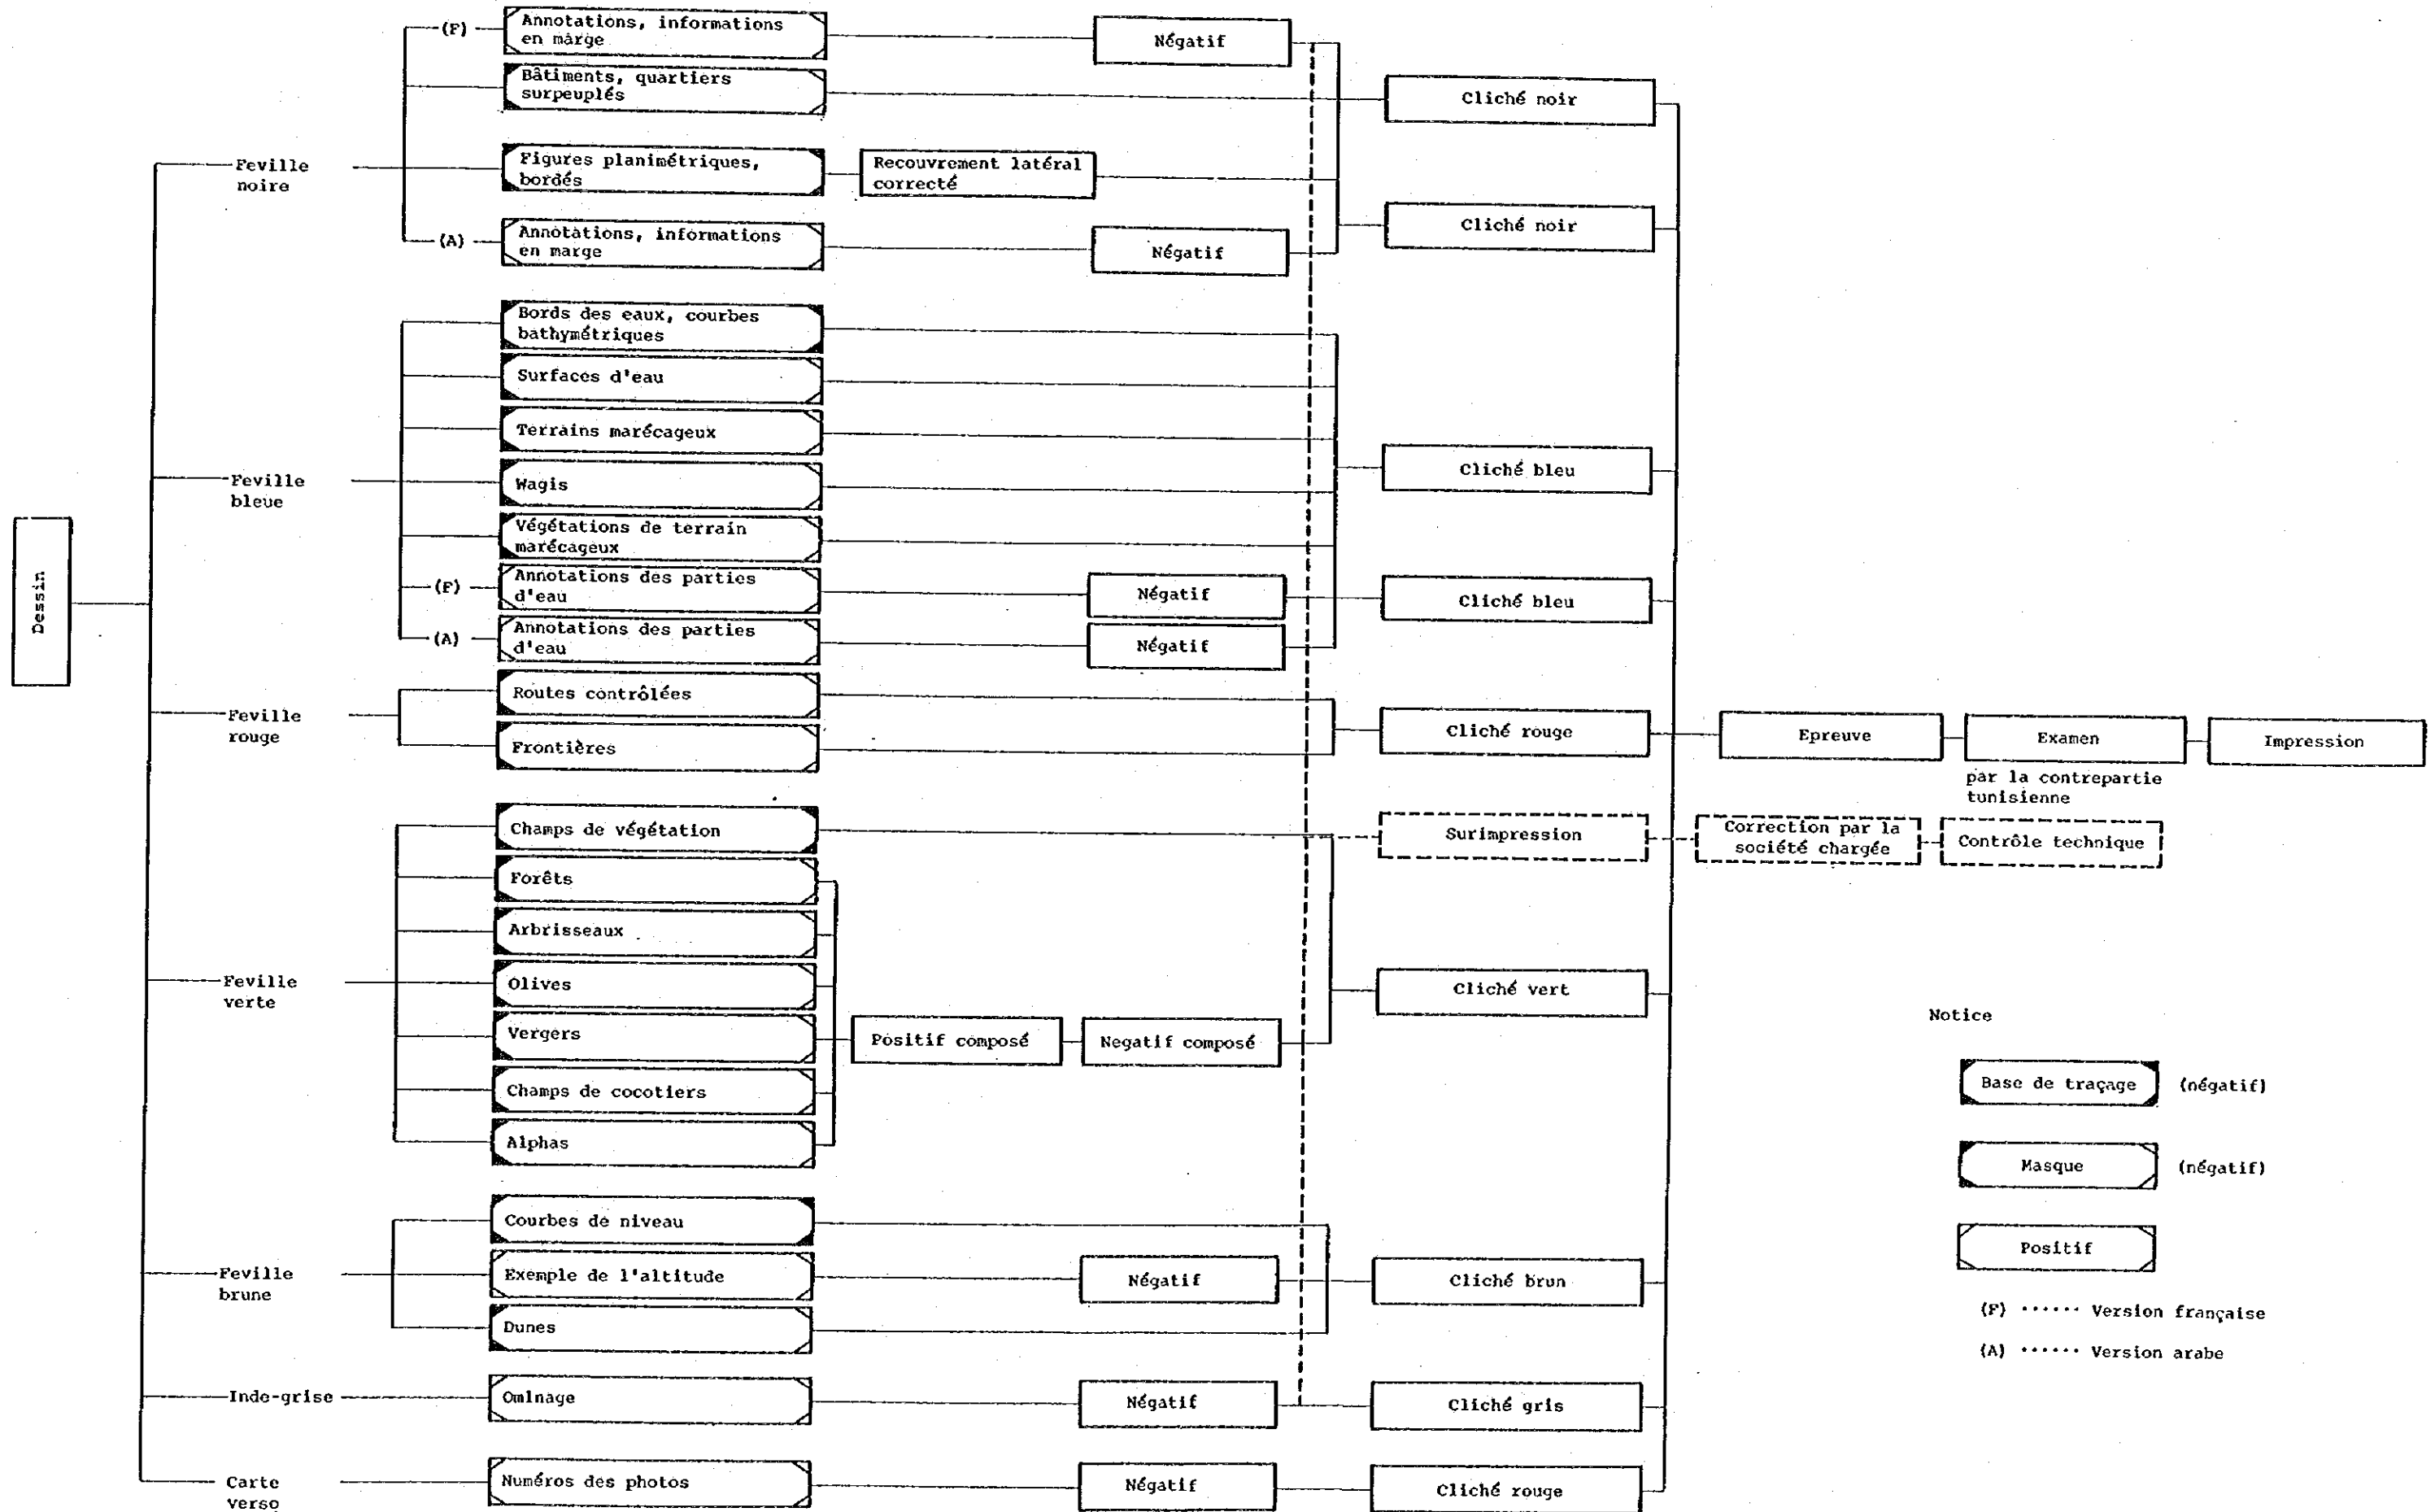 Dessin
Feville
noire
(F)
Annotations, informations
en marge
Négatif
Bâtiments, quartiers
surpeuplés
Cliché noir
Figures planimétriques,
bordés
Recouvrement latéral
correcté
Cliché noir
(A)
Annotations, informations
en marge
Négatif
Feville
bleue
Bords des eaux, courbes
bathymétriques
Surfaces d'eau
Terrains marécageux
Cliché bleu
Wagis
Végétations de terrain
marécageux
(F)
Annotations des parties
d'eau
Négatif
Cliché bleu
(A)
Annotations des parties
d'eau
Négatif
Feville
rouge
Routes contrôlées
Frontières
Cliché rouge
Epreuve
Examen
par la contrepartie
tunisienne
Impression
Feville
verte
Champs de végétation
Surimpression
Correction par la
société chargée
Contrôle technique
Forêts
Arbrisseaux
Olives
Cliché vert
Vergers
Positif composé
Negatif composé
Champs de cocotiers
Alphas
Feville
brune
Courbes de niveau
Exemple de l'altitude
Négatif
Cliché brun
Dunes
Inde-grise
Omlnage
Négatif
Cliché gris
Carte
verso
Numéros des photos
Négatif
Cliché rouge
Notice
Base de traçage (négatif)
Masque (négatif)
Positif
(F) ...... Version française
(A) ...... Version arabe